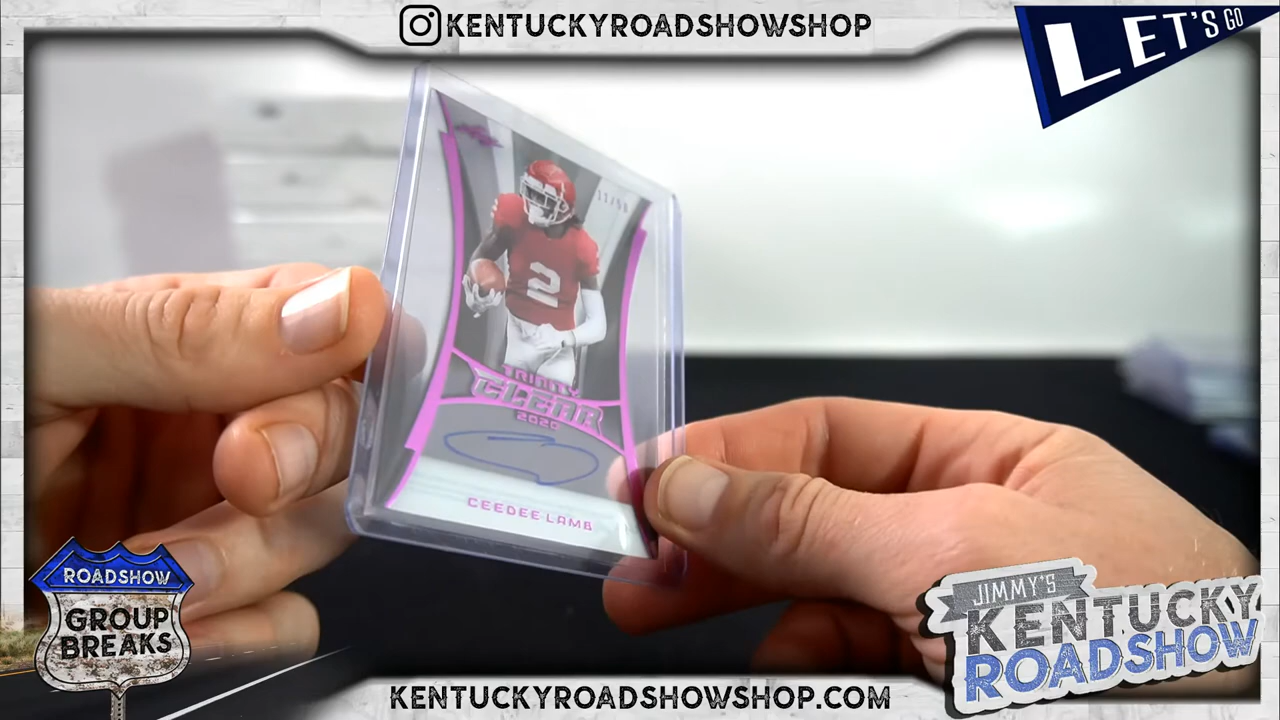 KENTUCKYROADSHOWSHOP
LET'S GO
2
TRINITY
CLEAR
2020
CEEDEE LAMB
ROADSHOW
GROUP
BREAKS
JIMMY'S
KENTUCKY
ROADSHOW
KENTUCKYROADSHOWSHOP.COM